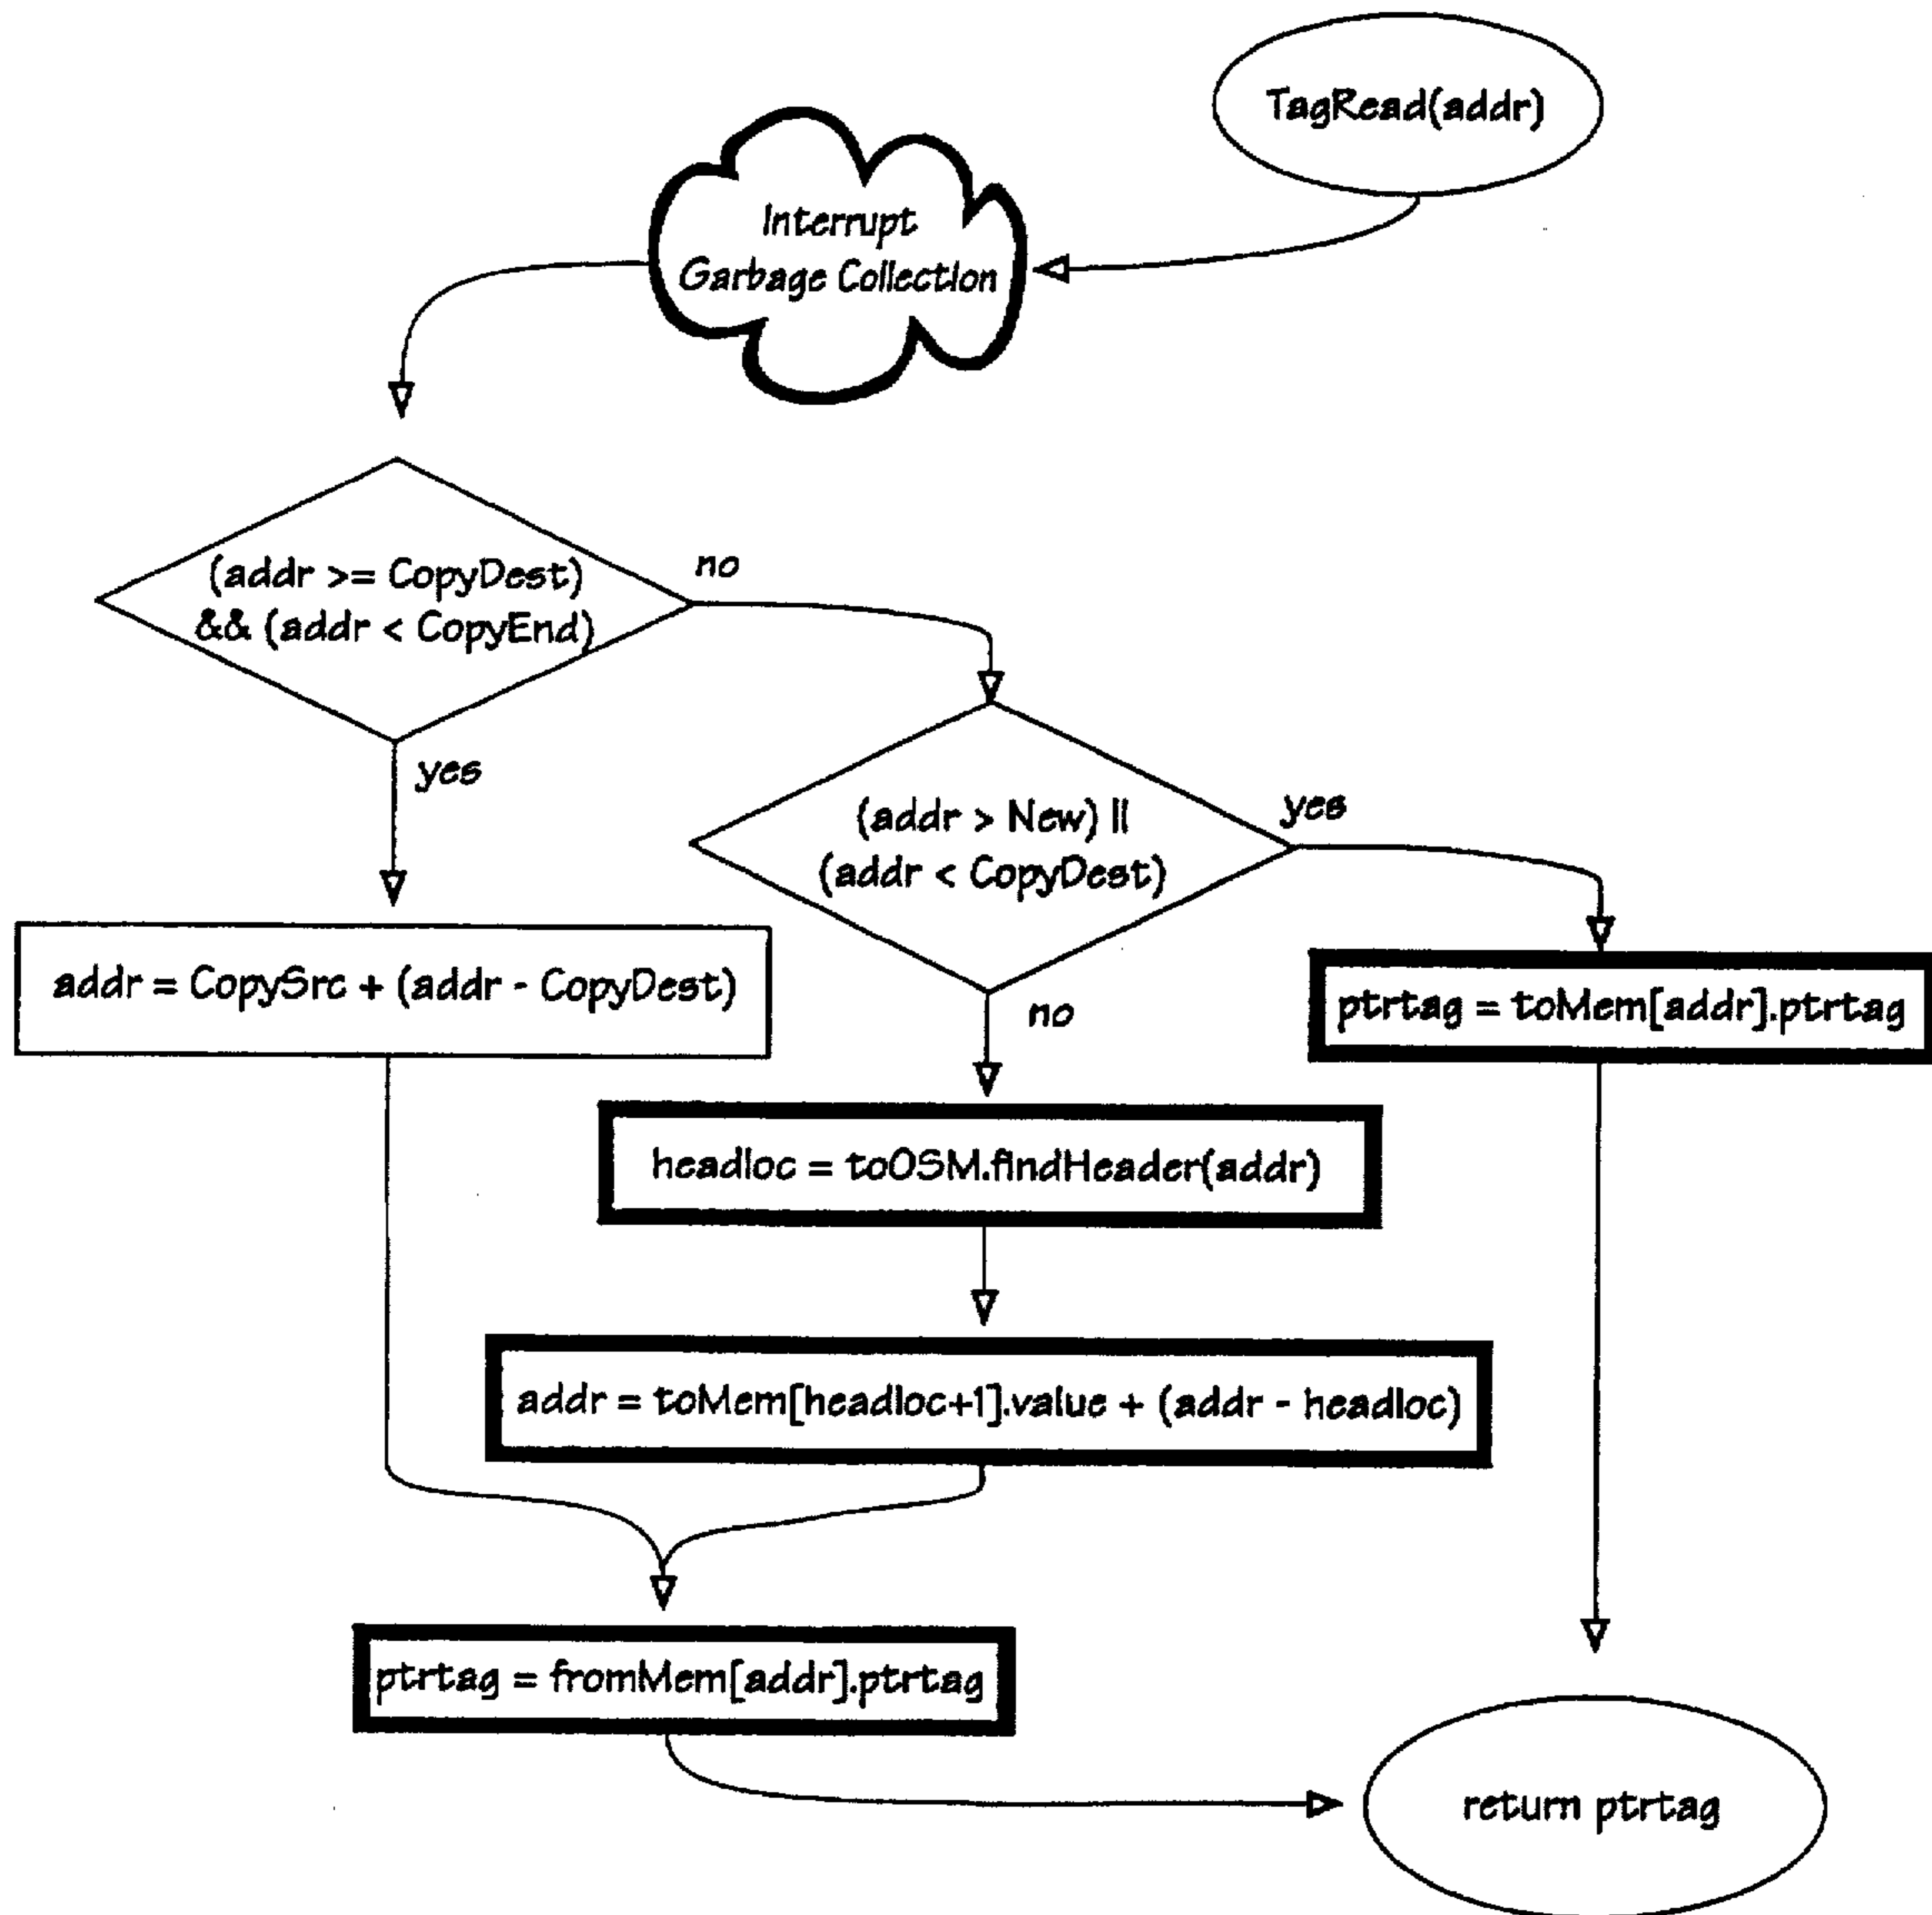 TagRead(addr)
Interrupt
Garbage Collection
(addr >= CopyDest)
&& (addr < CopyEnd)
no
yes
(addr > New) ||
(addr < CopyDest)
yes
no
addr = CopySrc + (addr - CopyDest)
ptrtag = toMem[addr].ptrtag
headloc = toOSM.findHeader(addr)
addr = toMem[headloc+1].value + (addr - headloc)
ptrtag = fromMem[addr].ptrtag
return ptrtag